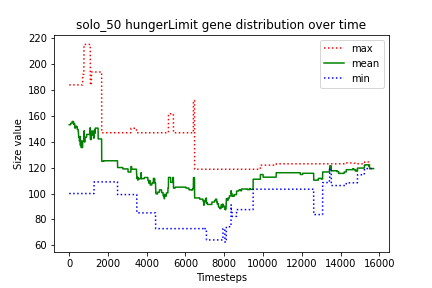 solo_50 hungerLimit gene distribution over time
max
mean
min
Size value
220
200
180
160
140
120
100
80
60
0 2000 4000 6000 8000 10000 12000 14000 16000
Timesteps